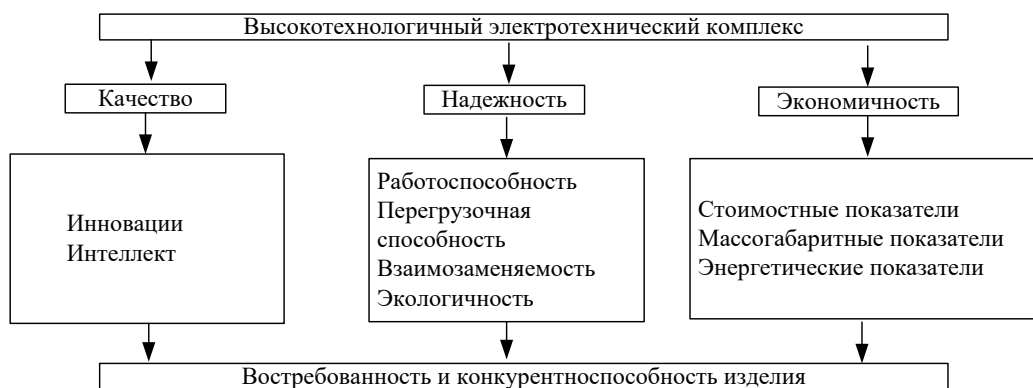 Высокотехнологичный электротехнический комплекс
Качество
Надежность
Экономичность
Инновации
Интеллект
Работоспособность
Перегрузочная
способность
Взаимозаменяемость
Экологичность
Стоимостные показатели
Массогабаритные показатели
Энергетические показатели
Востребованность и конкурентноспособность изделия